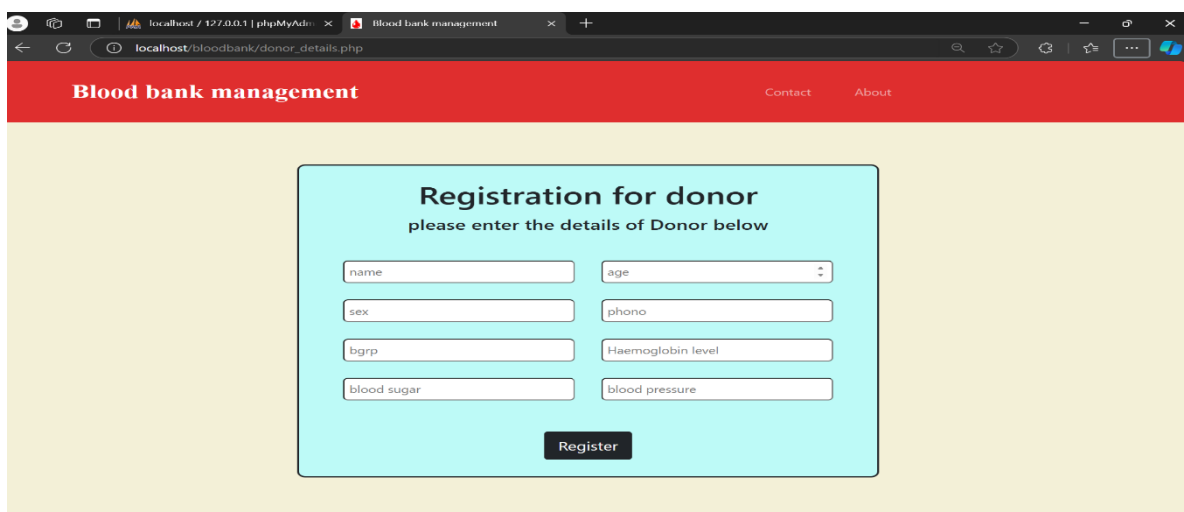 localhost / 127.0.0.1 | phpMyAdm Blood bank management
localhost/bloodbank/donor_details.php
Blood bank management Contact About
Registration for donor
please enter the details of Donor below
name age
sex phono
bgrp Haemoglobin level
blood sugar blood pressure
Register